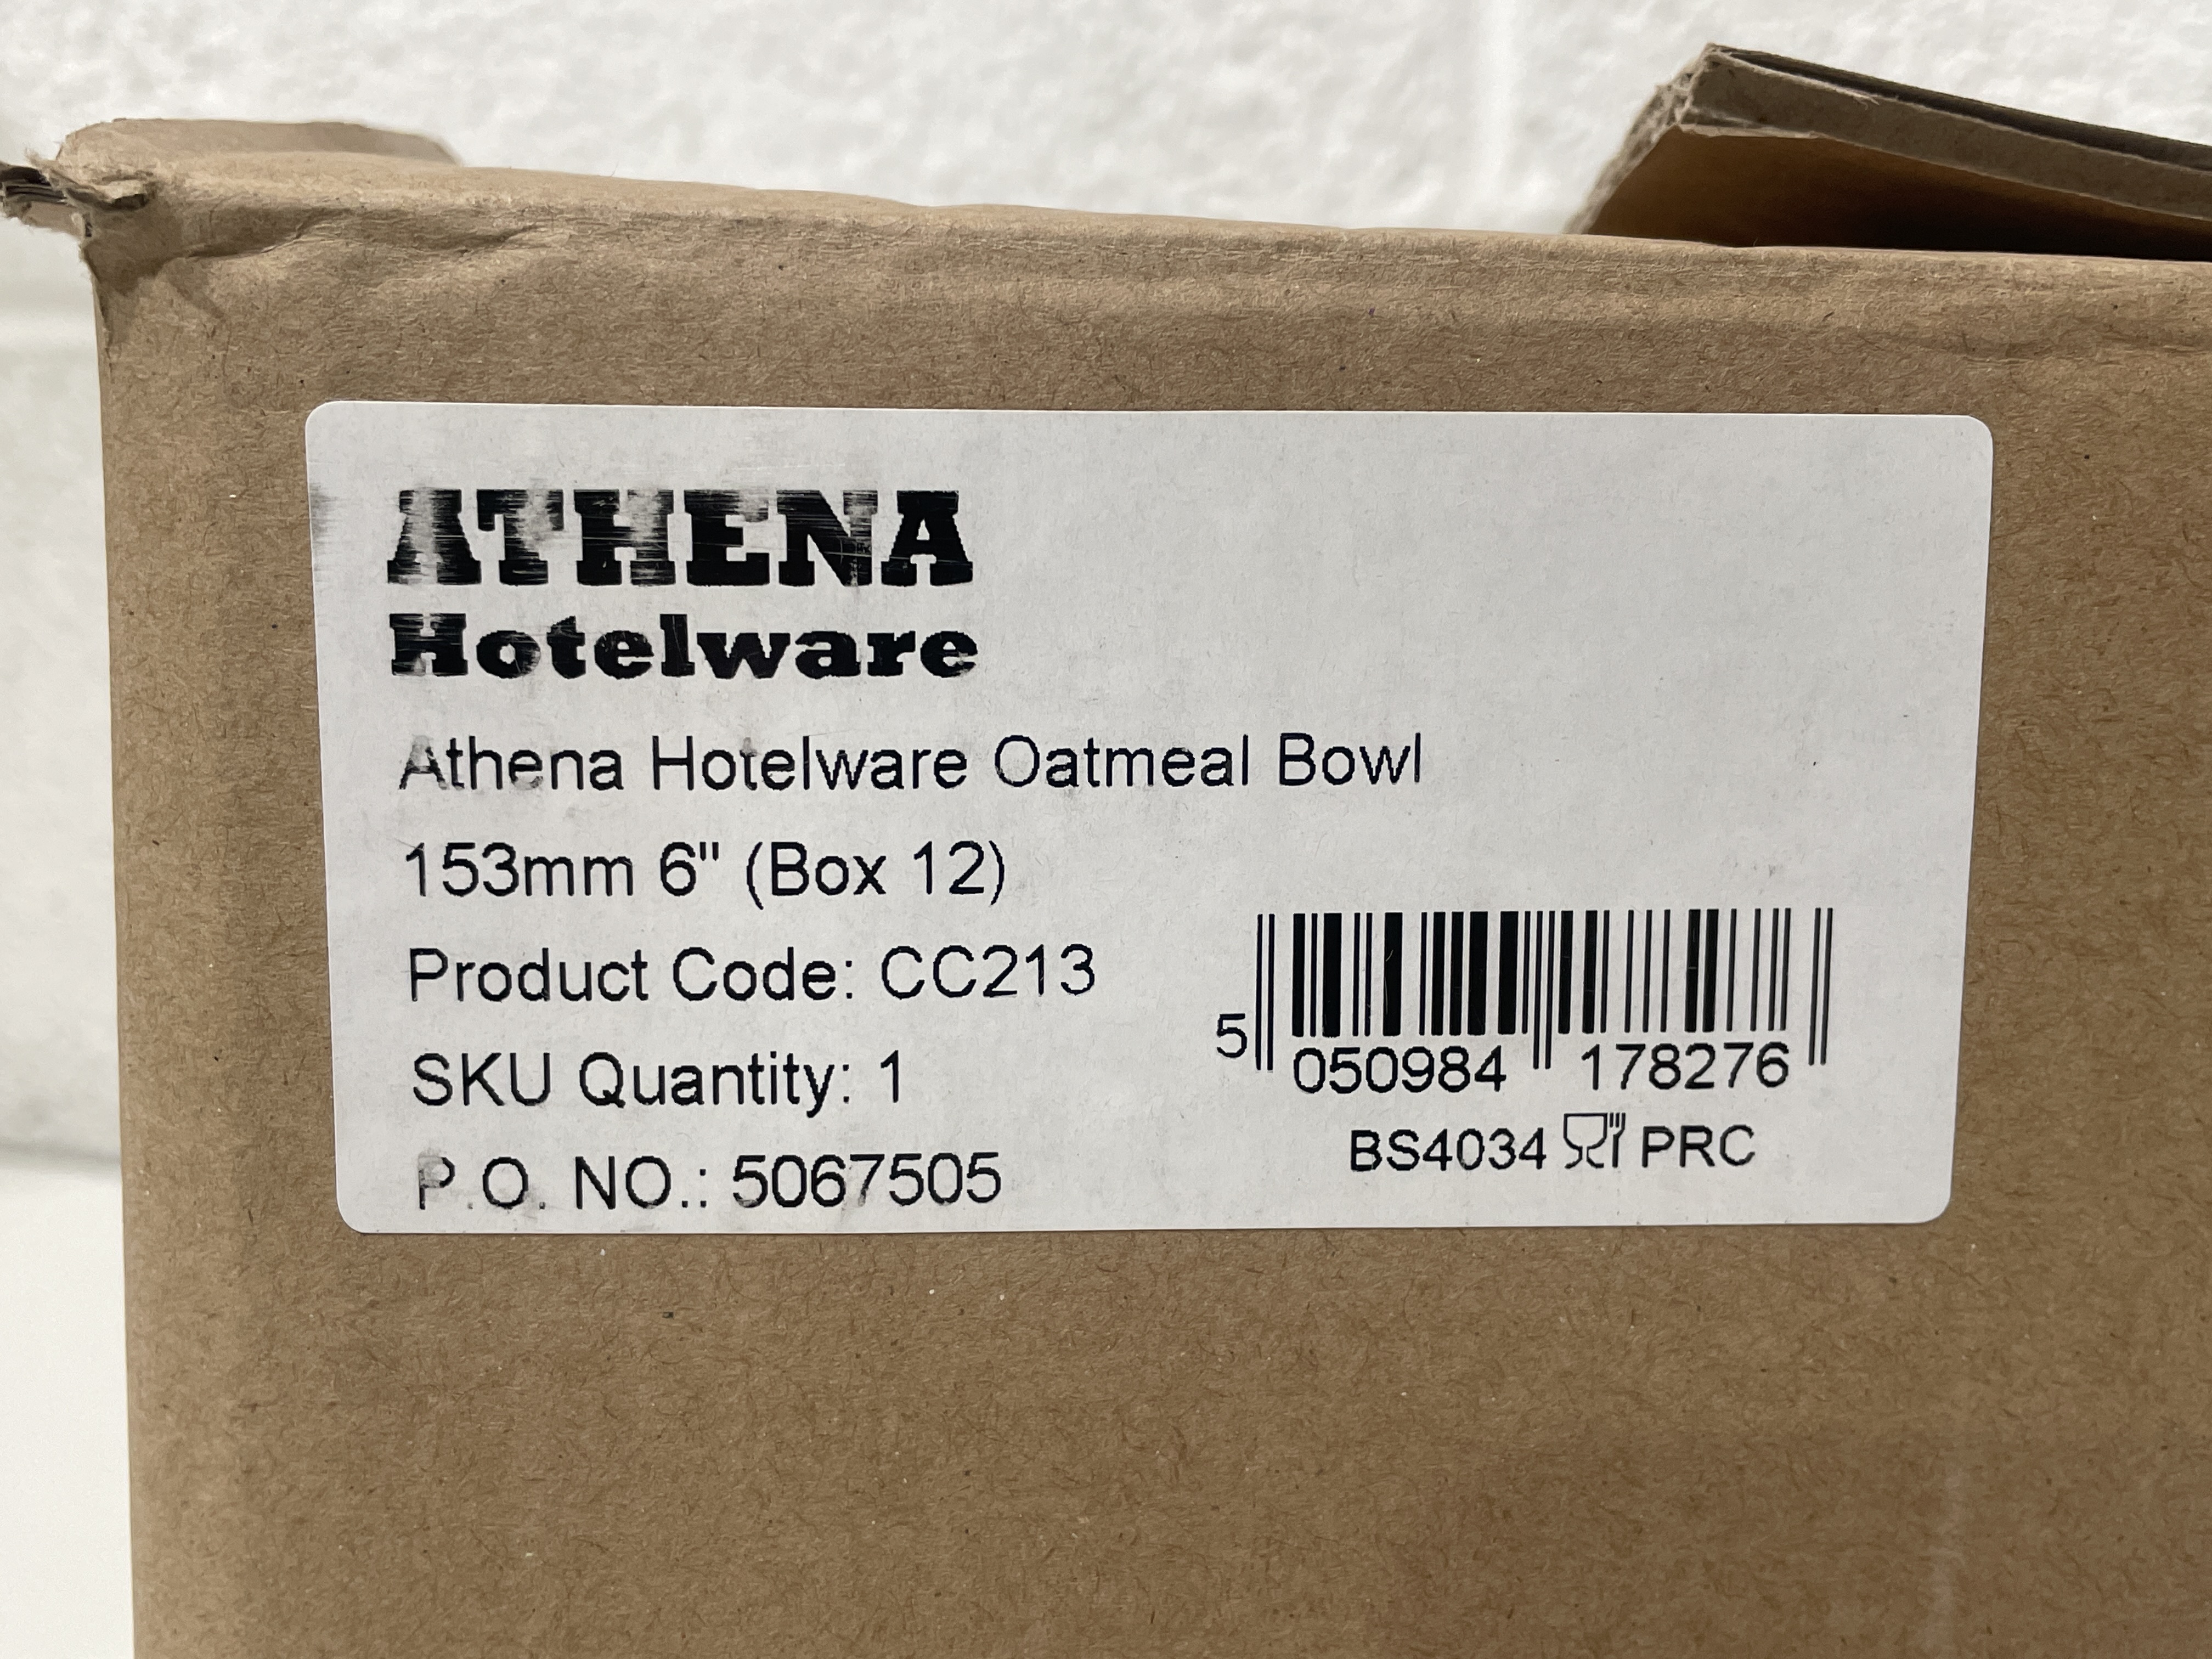 ATHENA
Hotelware
Athena Hotelware Oatmeal Bowl
153mm 6" (Box 12)
Product Code: CC213
SKU Quantity: 1
P.O. NO.: 5067505
5 050984 178276
BS4034 PRC